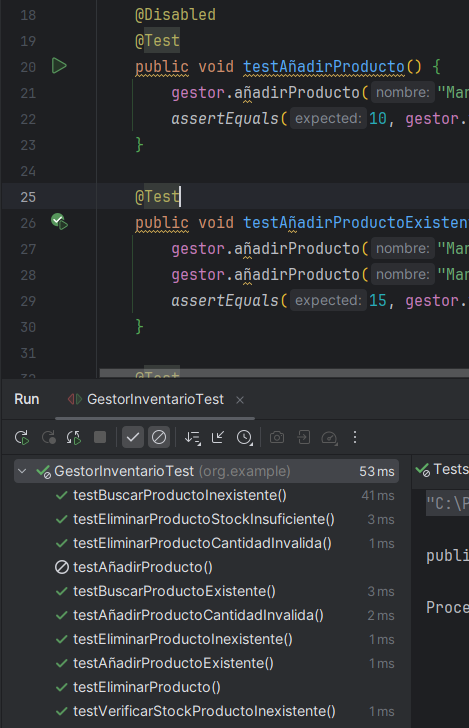 18 @Disabled
19 @Test
20 public void testAñadirProducto() {
21 gestor.añadirProducto( nombre: "Mar
22 assertEquals( expected: 10, gestor.
23 }
24
25 @Test
26 public void testAñadirProductoExisten
27 gestor.añadirProducto( nombre: "Man
28 gestor.añadirProducto( nombre: "Man
29 assertEquals( expected: 15, gestor.
30 }
31
32 @Test
Run GestorInventarioTest ×
GestorInventarioTest (org.example) 53 ms
testBuscarProductoInexistente() 41 ms
testEliminarProductoStockInsuficiente() 3 ms
testEliminarProductoCantidadInvalida() 1 ms
testAñadirProducto()
testBuscarProductoExistente() 3 ms
testAñadirProductoCantidadInvalida() 2 ms
testEliminarProductoInexistente() 1 ms
testAñadirProductoExistente() 1 ms
testEliminarProducto()
testVerificarStockProductoInexistente() 1 ms
Tests
"C:\P
publi
Proce